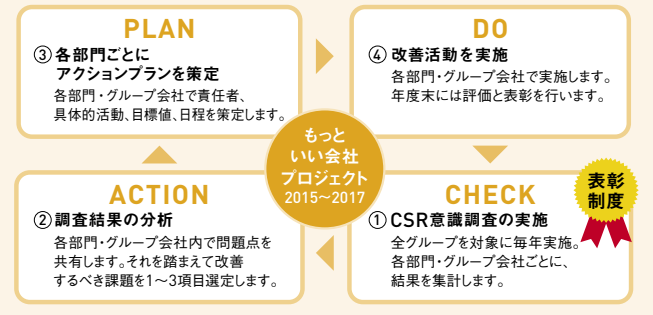 PLAN
③各部門ごとに
アクションプランを策定
各部門・グループ会社で責任者、
具体的活動、目標値、日程を策定します。
DO
④改善活動を実施
各部門・グループ会社で実施します。
年度末には評価と表彰を行います。
もっと
いい会社
プロジェクト
2015～2017
ACTION
②調査結果の分析
各部門・グループ会社内で問題点を
共有します。それを踏まえて改善
するべき課題を1～3項目選定します。
CHECK
①CSR意識調査の実施
全グループを対象に毎年実施。
各部門・グループ会社ごとに、
結果を集計します。
表彰
制度